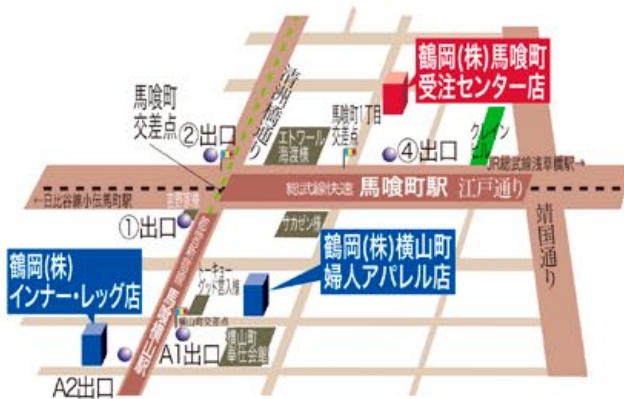 鶴岡(株)馬喰町
受注センター店
馬喰町
交差点
②出口
清洲橋通り
エトワール
海渡様
馬喰町1丁目
交差点
④出口
クレイン
ビル
JR総武線浅草橋駅→
←日比谷線小伝馬町駅
総武線快速 馬喰町駅 江戸通り
靖国通り
①出口
サカゼン様
鶴岡(株)
インナー・レッグ店
鶴岡(株)横山町
婦人アパレル店
馬喰横山駅
トーキョー
横山町交差点
A1出口
横山町
奉仕会館
A2出口